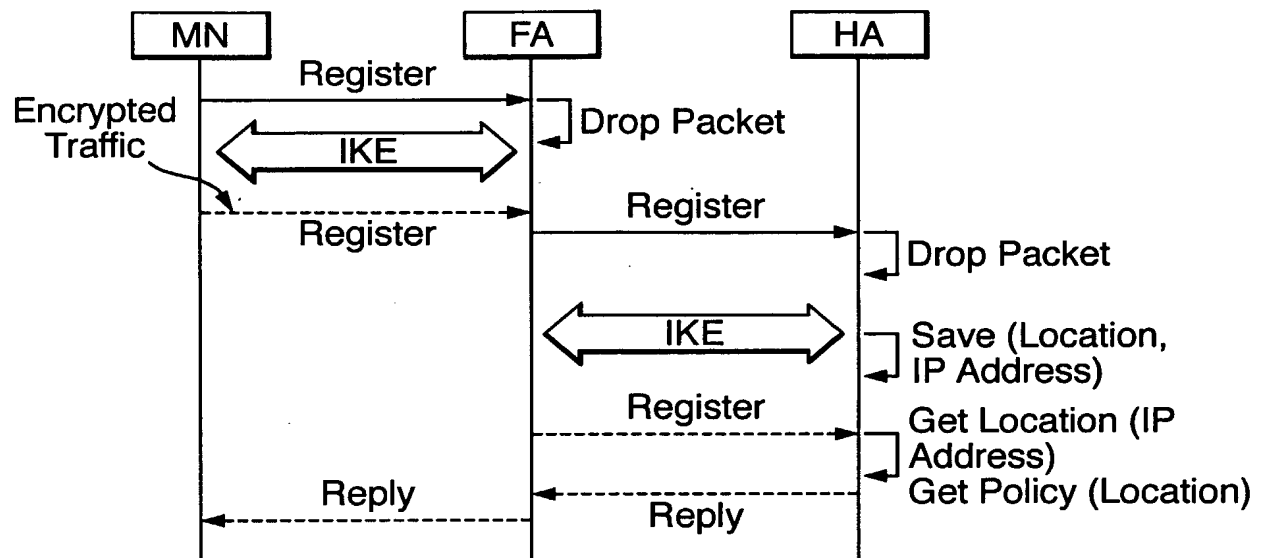 MN
FA
HA
Register
Encrypted
Traffic
Drop Packet
IKE
Register
Register
Drop Packet
IKE
Save (Location,
IP Address)
Register
Get Location (IP
Address)
Get Policy (Location)
Reply
Reply